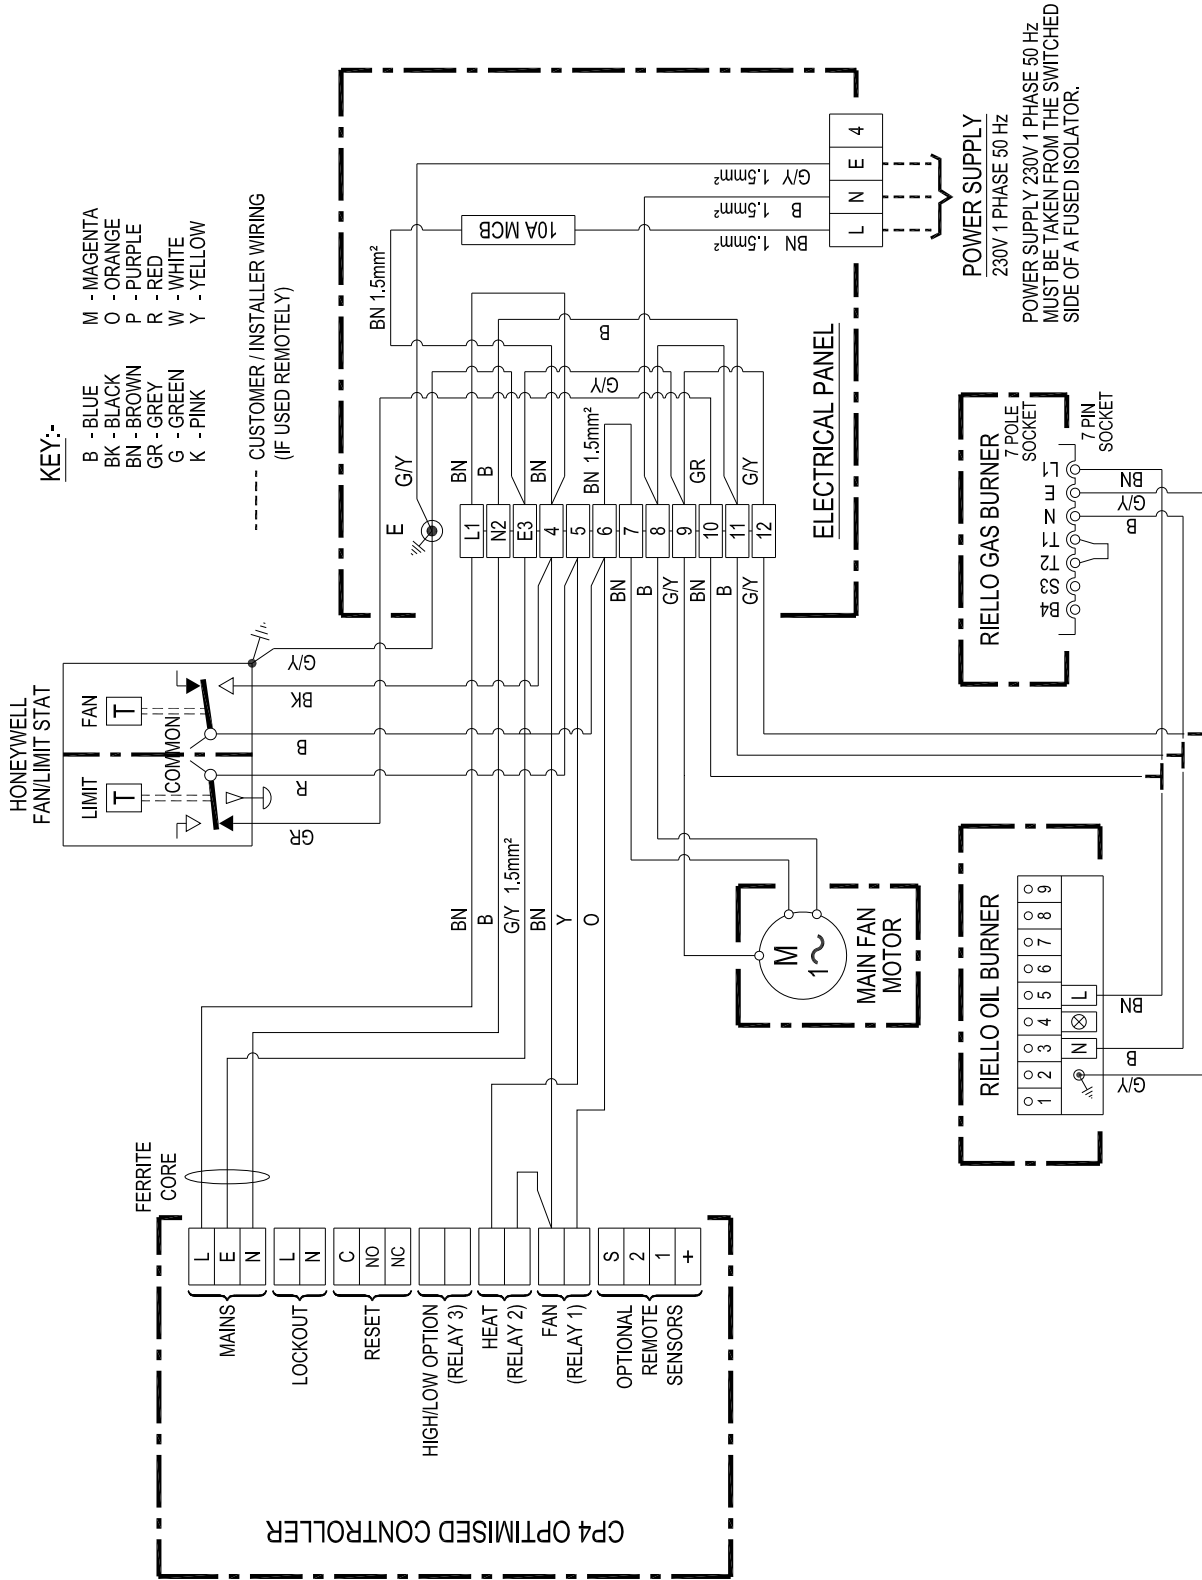 KEY:-
B - BLUE
BK - BLACK
BN - BROWN
GR - GREY
G - GREEN
K - PINK
M - MAGENTA
O - ORANGE
P - PURPLE
R - RED
W - WHITE
Y - YELLOW
CUSTOMER / INSTALLER WIRING
(IF USED REMOTELY)
HONEYWELL
FAN/LIMIT STAT
LIMIT
FAN
T
T
COMMON
GR
R
B
BK
G/Y
CP4 OPTIMISED CONTROLLER
MAINS
L
E
N
LOCKOUT
L
N
RESET
C
NO
NC
HIGH/LOW OPTION
(RELAY 3)
HEAT
(RELAY 2)
FAN
(RELAY 1)
OPTIONAL
REMOTE
SENSORS
S
2
1
+
FERRITE
CORE
BN
B
G/Y 1.5mm²
BN
Y
O
ELECTRICAL PANEL
E
G/Y
BN
B
BN
BN 1.5mm²
GR
G/Y
L1
N2
E3
4
5
6
7
8
9
10
11
12
BN
B
G/Y
BN
B
G/Y
BN 1.5mm²
B
G/Y
10A MCB
G/Y 1.5mm²
B 1.5mm²
BN 1.5mm²
L
N
E
4
POWER SUPPLY
230V 1 PHASE 50 Hz
POWER SUPPLY 230V 1 PHASE 50 Hz
MUST BE TAKEN FROM THE SWITCHED
SIDE OF A FUSED ISOLATOR.
MAIN FAN
MOTOR
M
1~
RIELLO OIL BURNER
1
2
3
4
5
6
7
8
9
N
L
G/Y
B
BN
RIELLO GAS BURNER
7 POLE
SOCKET
7 PIN
SOCKET
B4
S3
T2
T1
N
E
L1
B
G/Y
BN